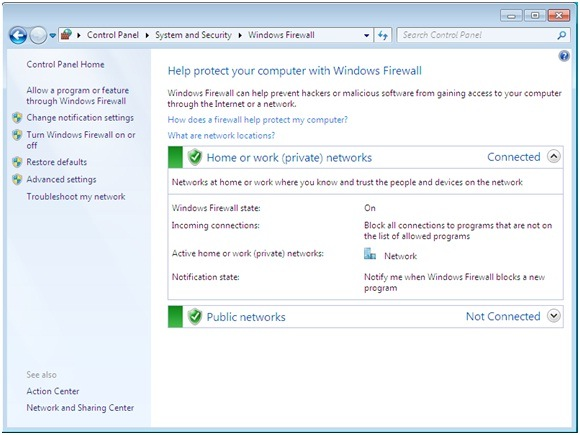 Control Panel System and Security Windows Firewall Search Control Panel
Control Panel Home
Allow a program or feature
through Windows Firewall
Change notification settings
Turn Windows Firewall on or
off
Restore defaults
Advanced settings
Troubleshoot my network
See also
Action Center
Network and Sharing Center
Help protect your computer with Windows Firewall
Windows Firewall can help prevent hackers or malicious software from gaining access to your computer
through the Internet or a network.
How does a firewall help protect my computer?
What are network locations?
Home or work (private) networks Connected
Networks at home or work where you know and trust the people and devices on the network
Windows Firewall state: On
Incoming connections: Block all connections to programs that are not on
the list of allowed programs
Active home or work (private) networks: Network
Notification state: Notify me when Windows Firewall blocks a new
program
Public networks Not Connected